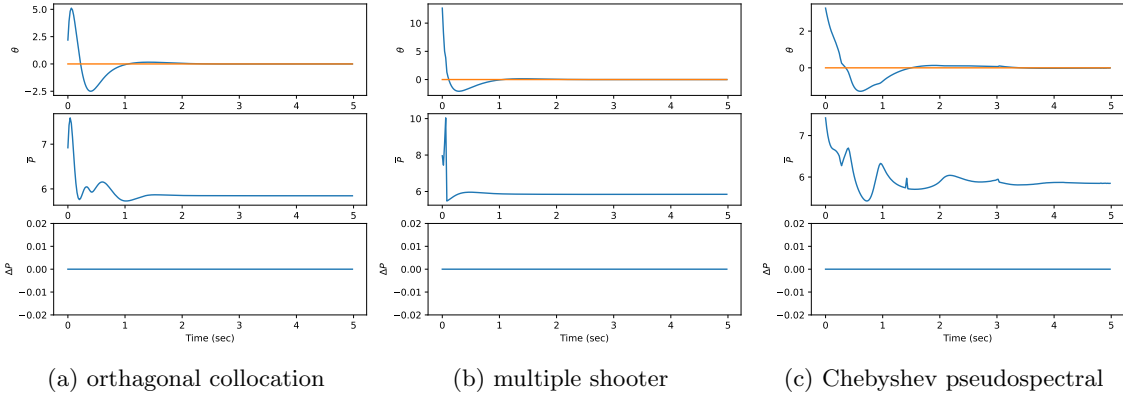 5.0
2.5
0.0
−2.5
θ
0 1 2 3 4 5
7
6
P̅
0 1 2 3 4 5
0.02
0.01
0.00
−0.01
−0.02
ΔP
0 1 2 3 4 5
Time (sec)
(a) orthagonal collocation
10
5
0
θ
0 1 2 3 4 5
10
8
6
P̅
0 1 2 3 4 5
0.02
0.01
0.00
−0.01
−0.02
ΔP
0 1 2 3 4 5
Time (sec)
(b) multiple shooter
2
0
θ
0 1 2 3 4 5
7
6
P̅
0 1 2 3 4 5
0.02
0.01
0.00
−0.01
−0.02
ΔP
0 1 2 3 4 5
Time (sec)
(c) Chebyshev pseudospectral